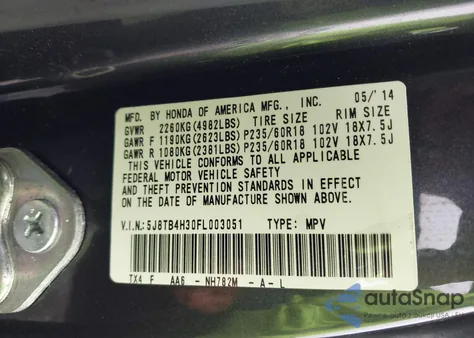 MFD. BY HONDA OF AMERICA MFG., INC. 05/'14
GVWR 2260KG(4982LBS) TIRE SIZE RIM SIZE
GAWR F 1190KG(2623LBS) P235/60R18 102V 18X7.5J
GAWR R 1080KG(2381LBS) P235/60R18 102V 18X7.5J
THIS VEHICLE CONFORMS TO ALL APPLICABLE
FEDERAL MOTOR VEHICLE SAFETY
AND THEFT PREVENTION STANDARDS IN EFFECT
ON THE DATE OF MANUFACTURE SHOWN ABOVE.
V.I.N.: 5J8TB4H30FL003051 TYPE: MPV
TX4 F AA6 - NH782M - A - L
autoSnap